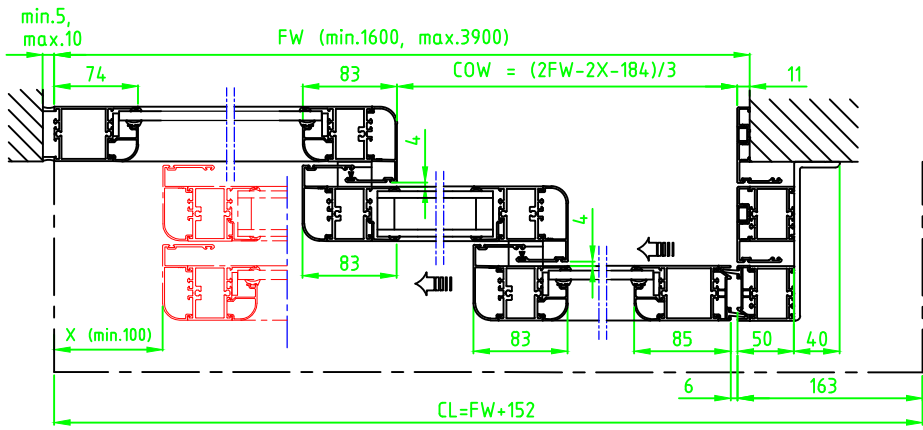 min.5,
max.10
FW (min.1600, max.3900)
74
83
COW = (2FW-2X-184)/3
11
4
4
83
X (min.100)
83
85
50
40
6
163
CL=FW+152